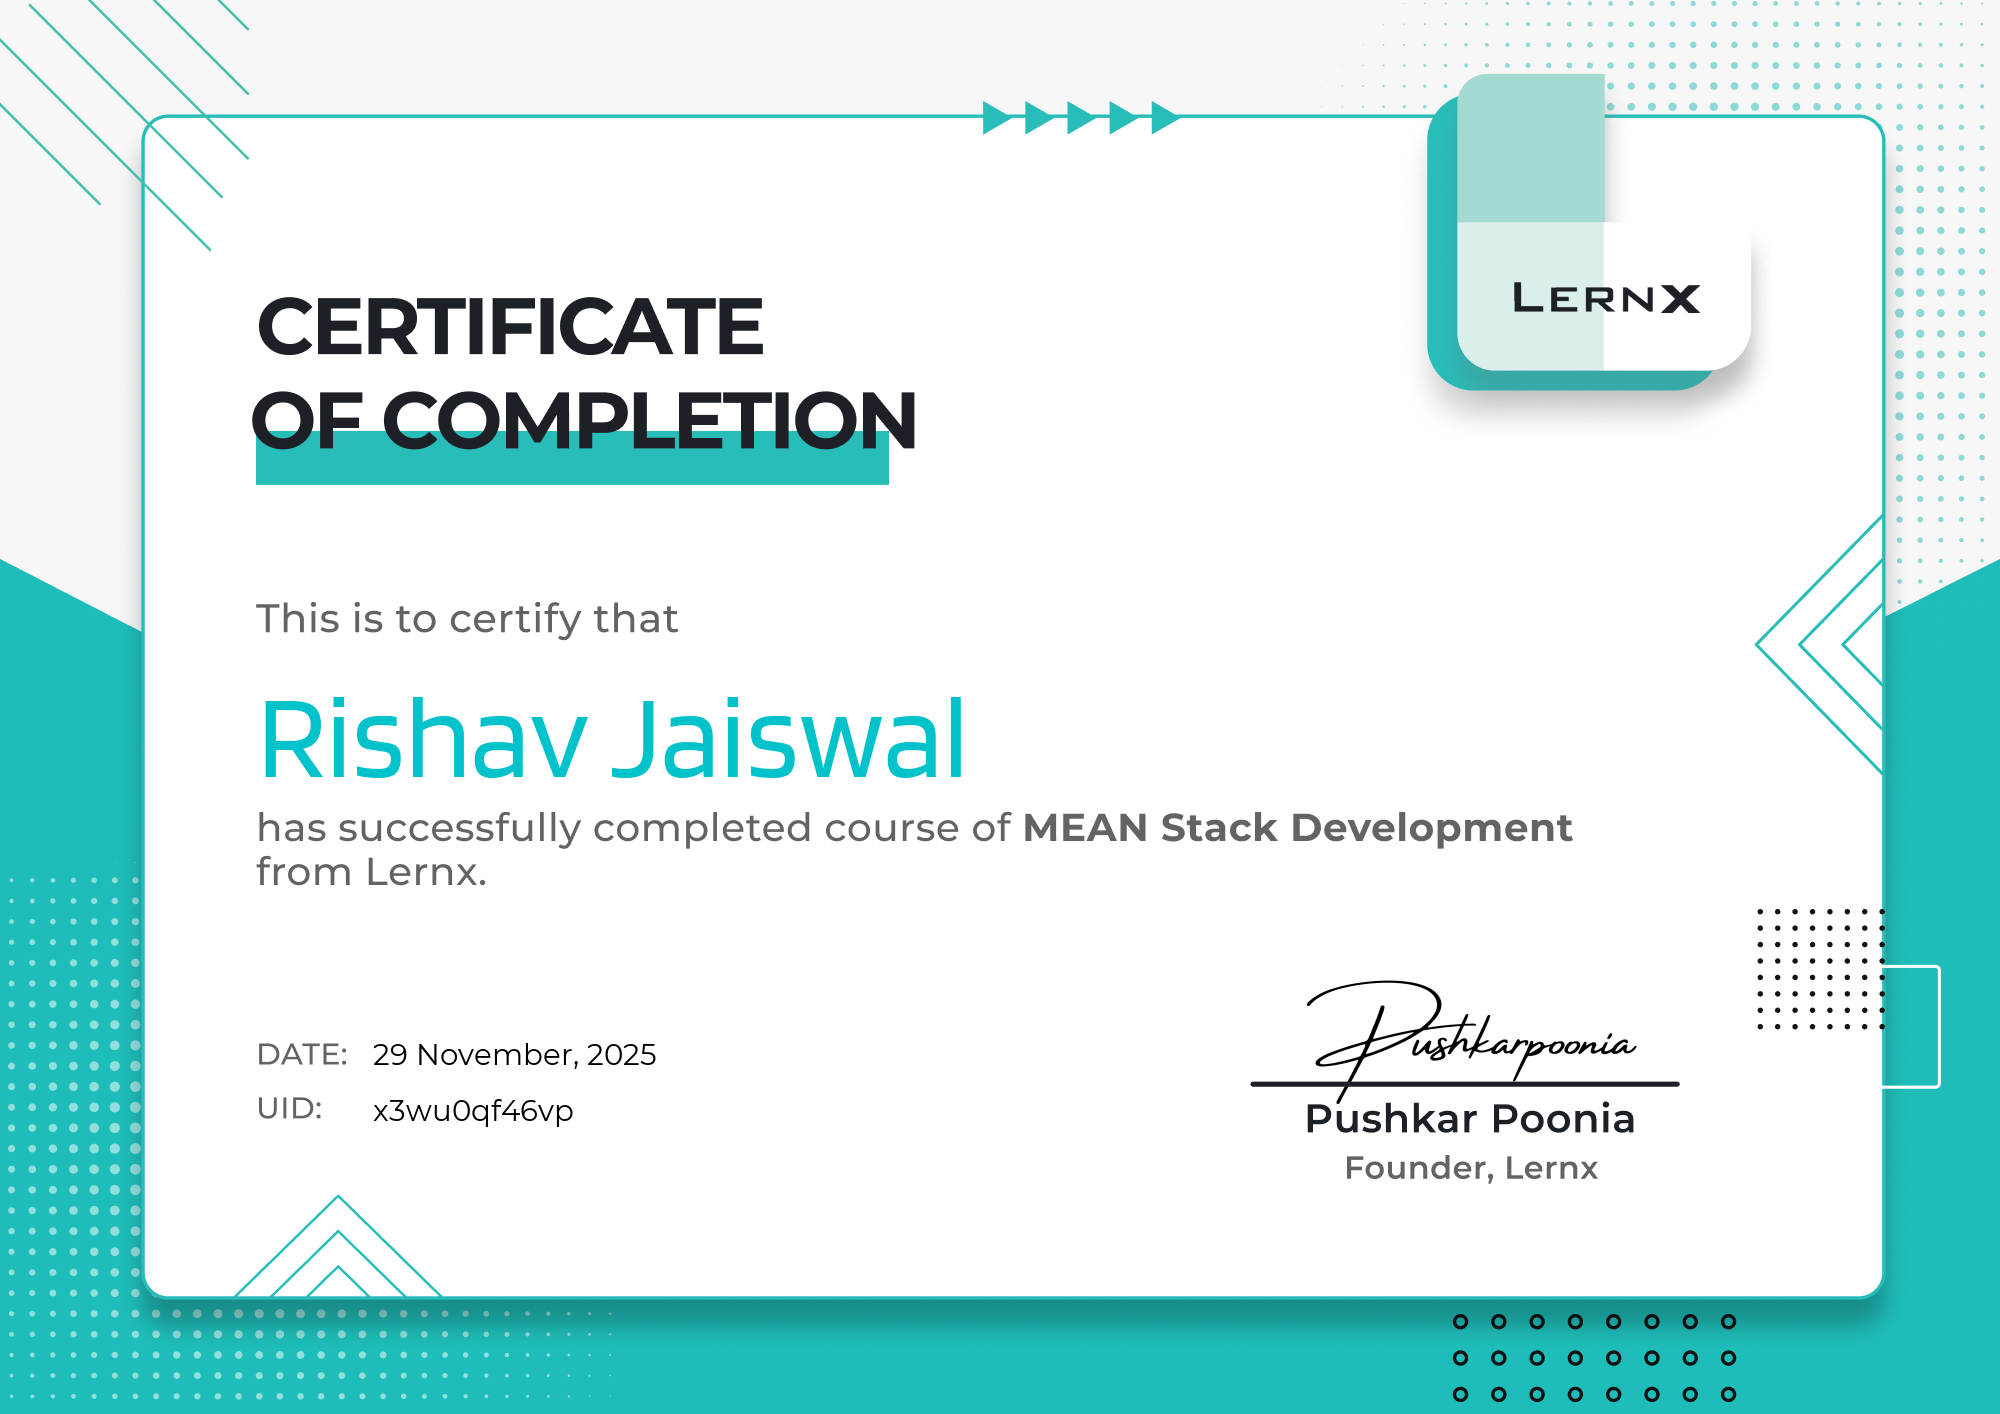 LERNX
CERTIFICATE
OF COMPLETION
This is to certify that
Rishav Jaiswal
has successfully completed course of MEAN Stack Development
from Lernx.
DATE: 29 November, 2025
UID: x3wu0qf46vp
Pushkarpoonia
Pushkar Poonia
Founder, Lernx